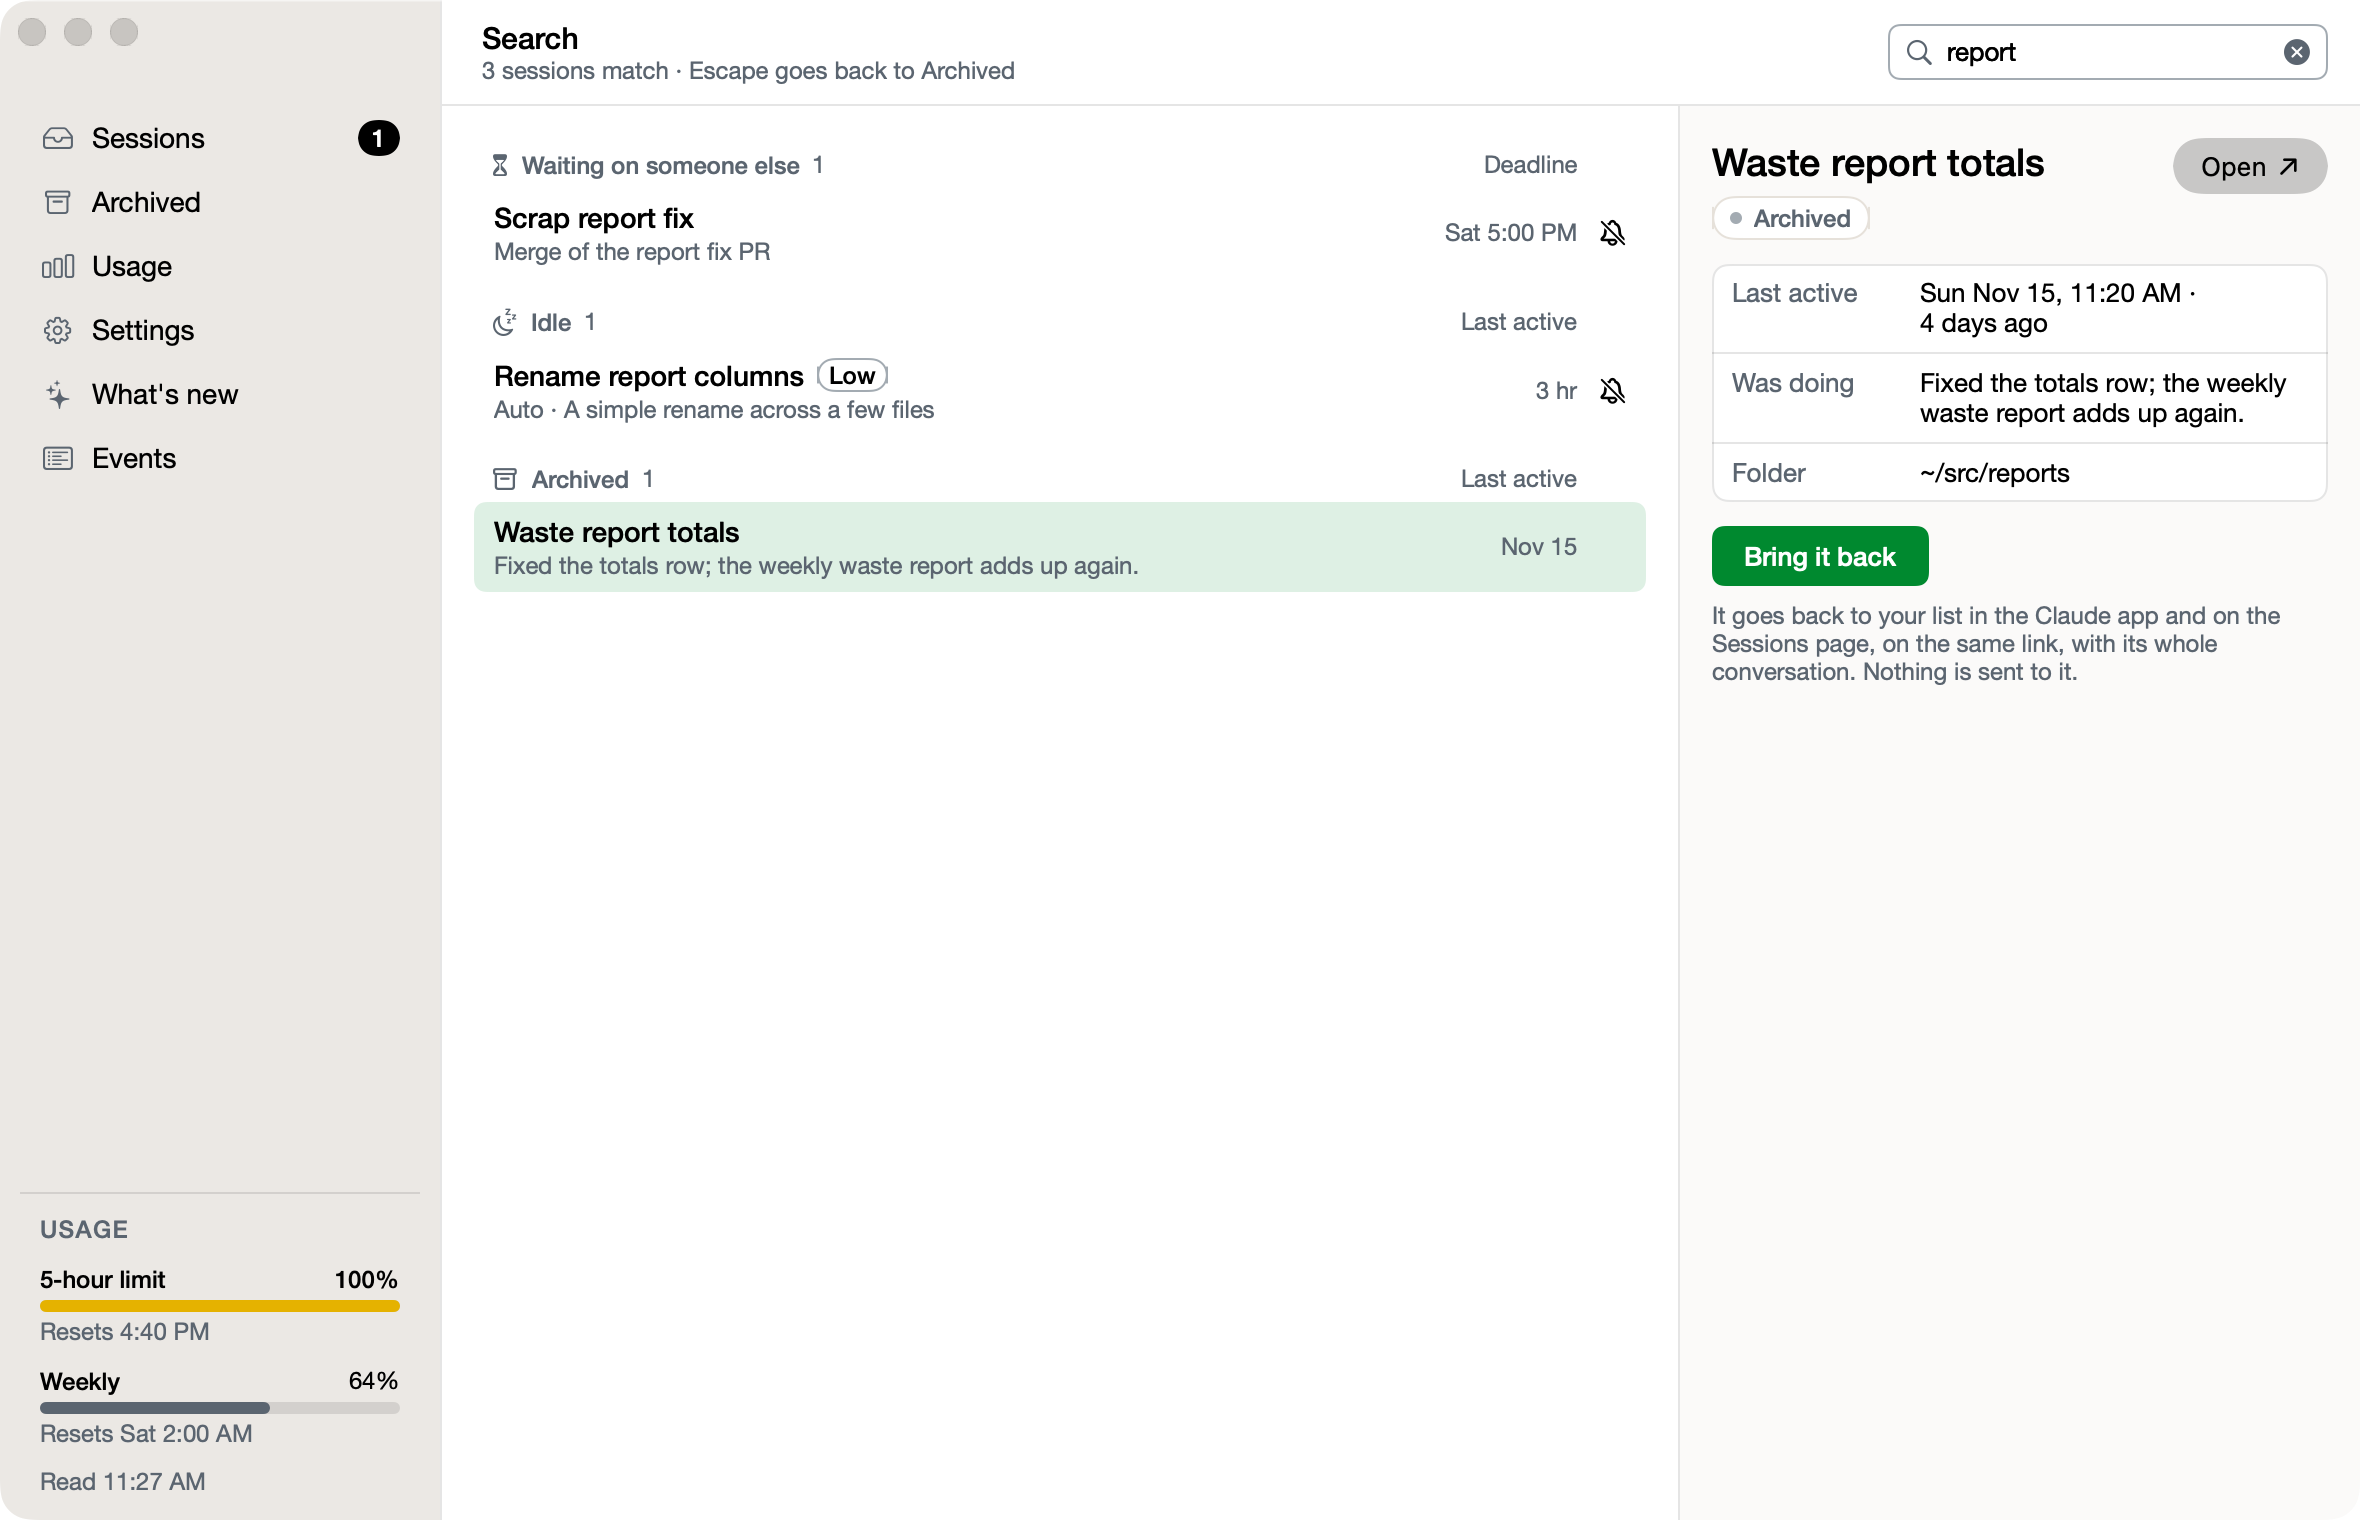 Sessions 1
Archived
Usage
Settings
What's new
Events
USAGE
5-hour limit 100%
Resets 4:40 PM
Weekly 64%
Resets Sat 2:00 AM
Read 11:27 AM
Search
3 sessions match · Escape goes back to Archived
report
Waiting on someone else 1 Deadline
Scrap report fix
Merge of the report fix PR
Sat 5:00 PM
Idle 1 Last active
Rename report columns Low
Auto · A simple rename across a few files
3 hr
Archived 1 Last active
Waste report totals
Fixed the totals row; the weekly waste report adds up again.
Nov 15
Waste report totals
Open
Archived
Last active Sun Nov 15, 11:20 AM ·
4 days ago
Was doing Fixed the totals row; the weekly
waste report adds up again.
Folder ~/src/reports
Bring it back
It goes back to your list in the Claude app and on the
Sessions page, on the same link, with its whole
conversation. Nothing is sent to it.